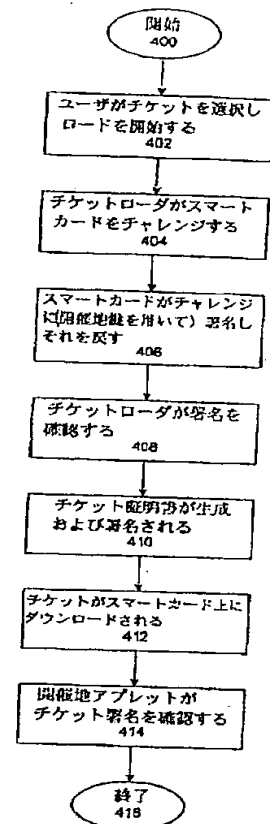 開始
400
ユーザがチケットを選択し
ロードを開始する
402
チケットローダがスマート
カードをチャレンジする
404
スマートカードがチャレンジ
に(開催地鍵を用いて)署名し
それを戻す
406
チケットローダが署名を
確認する
408
チケット証明書が生成
および署名される
410
チケットがスマートカード上に
ダウンロードされる
412
開催地アプレットが
チケット署名を確認する
414
終了
416